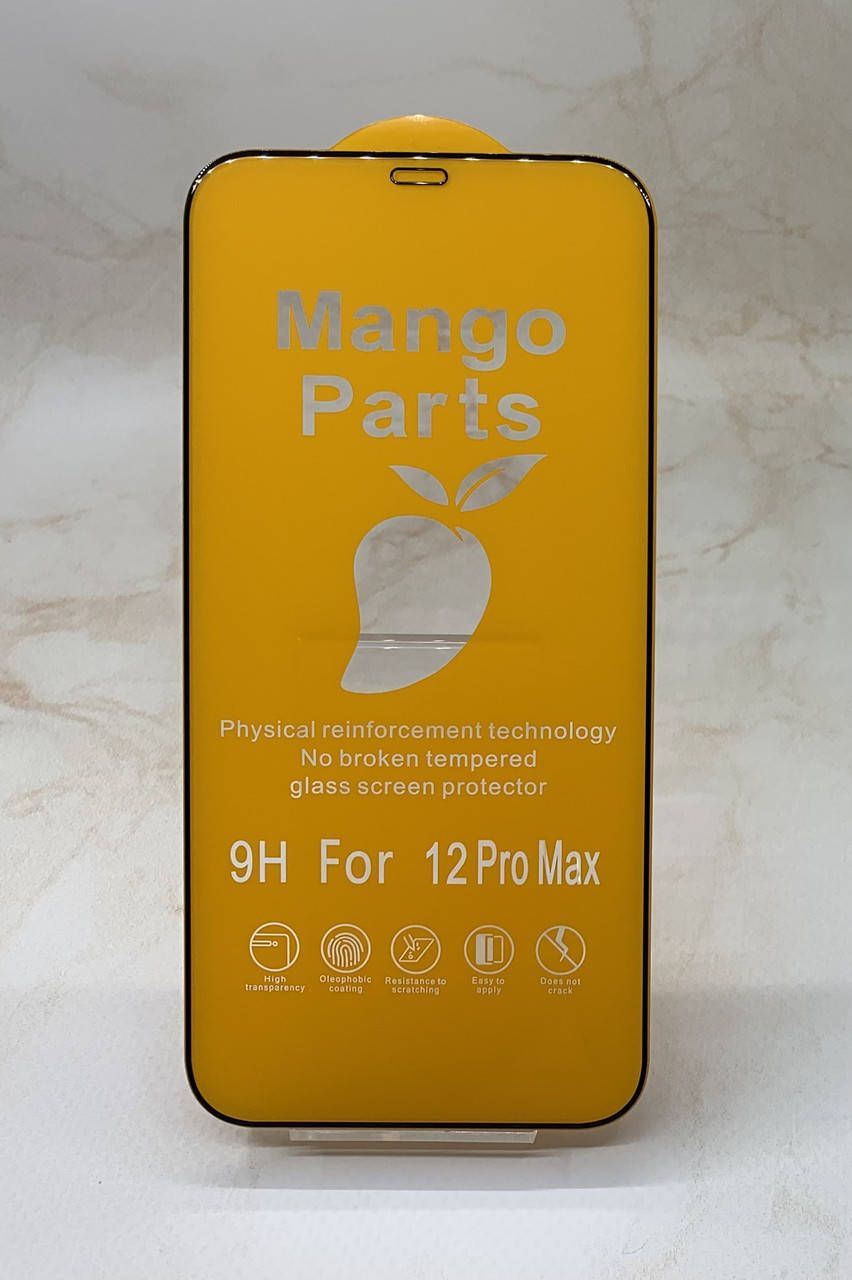 Mango
Parts
Physical reinforcement technology
No broken tempered
glass screen protector
9H For 12 Pro Max
High
transparency
Oleophobic
coating
Resistance to
scratching
Easy to
apply
Does not
crack